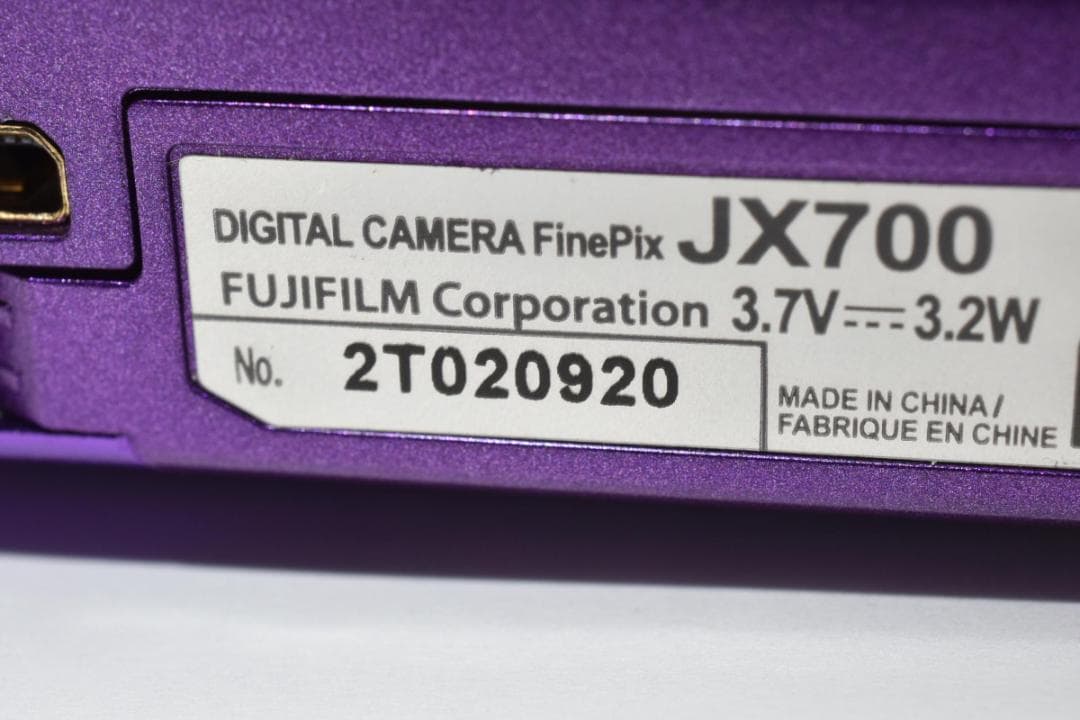 DIGITAL CAMERA FinePix JX700
FUJIFILM Corporation 3.7V⎓3.2W
No. 2T020920
MADE IN CHINA/
FABRIQUE EN CHINE